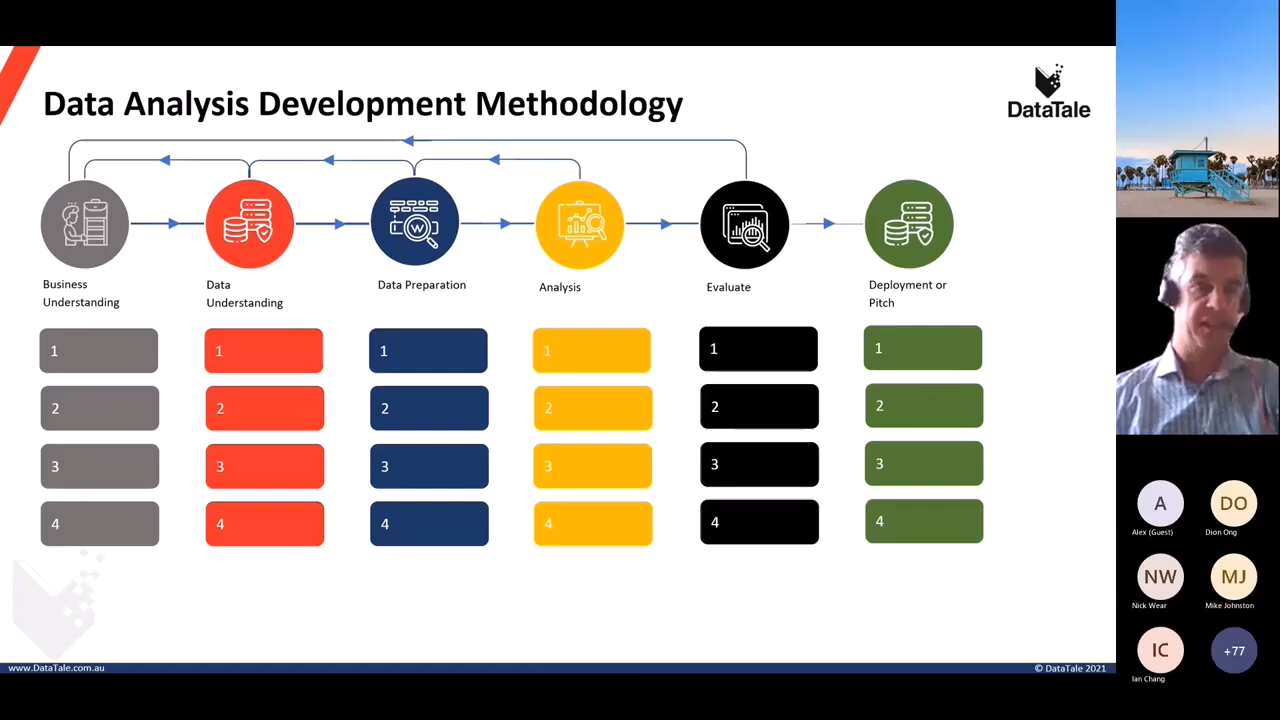 Data Analysis Development Methodology
DataTale
W
Business
Understanding
Data
Understanding
Data Preparation
Analysis
Evaluate
Deployment or
Pitch
1
1
1
1
1
1
2
2
2
2
2
2
3
3
3
3
3
3
4
4
4
4
4
4
www.DataTale.com.au
© DataTale 2021
A
DO
Alex (Guest)
Dion Ong
NW
MJ
Nick Wear
Mike Johnston
IC
+77
Ian Chang